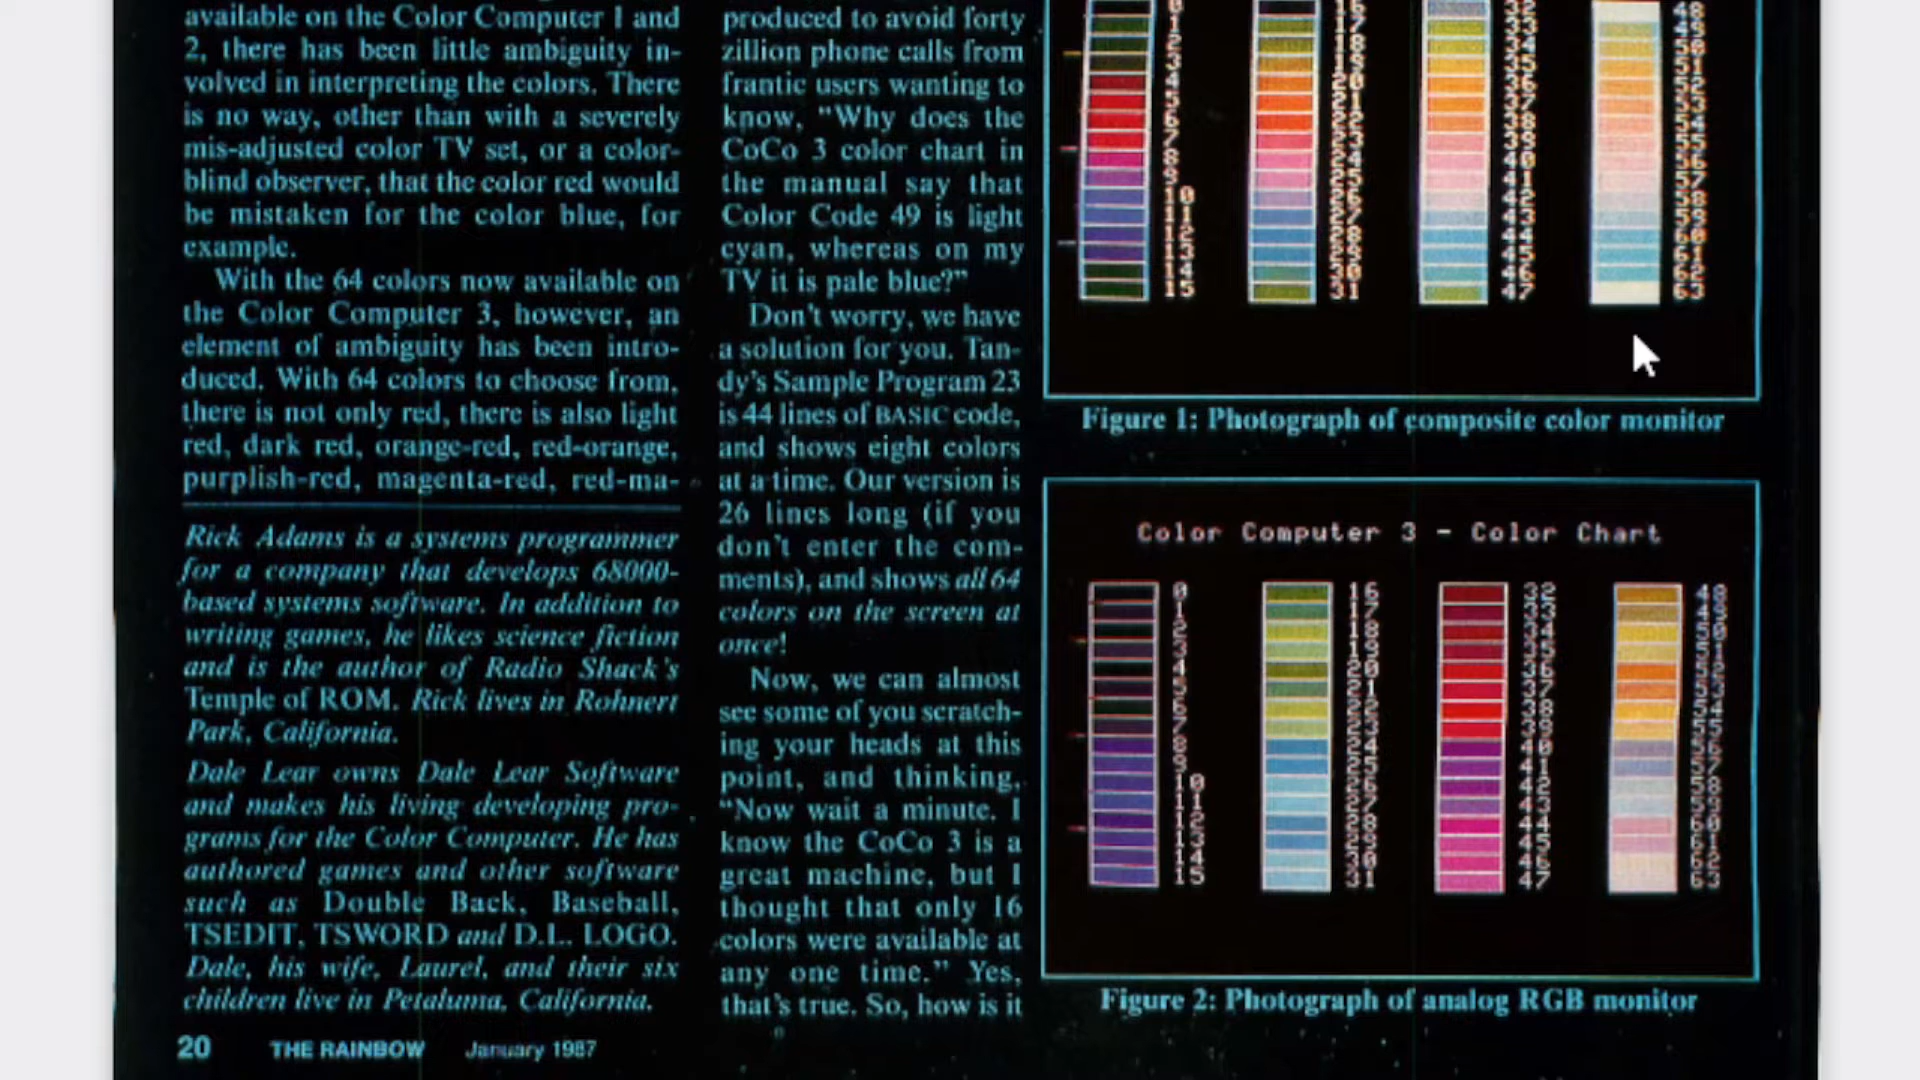 available on the Color Computer 1 and
2, there has been little ambiguity in-
volved in interpreting the colors. There
is no way, other than with a severely
mis-adjusted color TV set, or a color-
blind observer, that the color red would
be mistaken for the color blue, for
example.
With the 64 colors now available on
the Color Computer 3, however, an
element of ambiguity has been intro-
duced. With 64 colors to choose from,
there is not only red, there is also light
red, dark red, orange-red, red-orange,
purplish-red, magenta-red, red-ma-
Rick Adams is a systems programmer
for a company that develops 68000-
based systems software. In addition to
writing games, he likes science fiction
and is the author of Radio Shack's
Temple of ROM. Rick lives in Rohnert
Park, California.
Dale Lear owns Dale Lear Software
and makes his living developing pro-
grams for the Color Computer. He has
authored games and other software
such as Double Back, Baseball,
TSEDIT, TSWORD and D.L. LOGO.
Dale, his wife, Laurel, and their six
children live in Petaluma, California.
produced to avoid forty
zillion phone calls from
frantic users wanting to
know, "Why does the
CoCo 3 color chart in
the manual say that
Color Code 49 is light
cyan, whereas on my
TV it is pale blue?"
Don't worry, we have
a solution for you. Tan-
dy's Sample Program 23
is 44 lines of BASIC code,
and shows eight colors
at a time. Our version is
26 lines long (if you
don't enter the com-
ments), and shows all 64
colors on the screen at
once!
Now, we can almost
see some of you scratch-
ing your heads at this
point, and thinking,
"Now wait a minute. I
know the CoCo 3 is a
great machine, but I
thought that only 16
colors were available at
any one time." Yes,
that's true. So, how is it
Figure 1: Photograph of composite color monitor
Color Computer 3 - Color Chart
Figure 2: Photograph of analog RGB monitor
20 THE RAINBOW January 1987